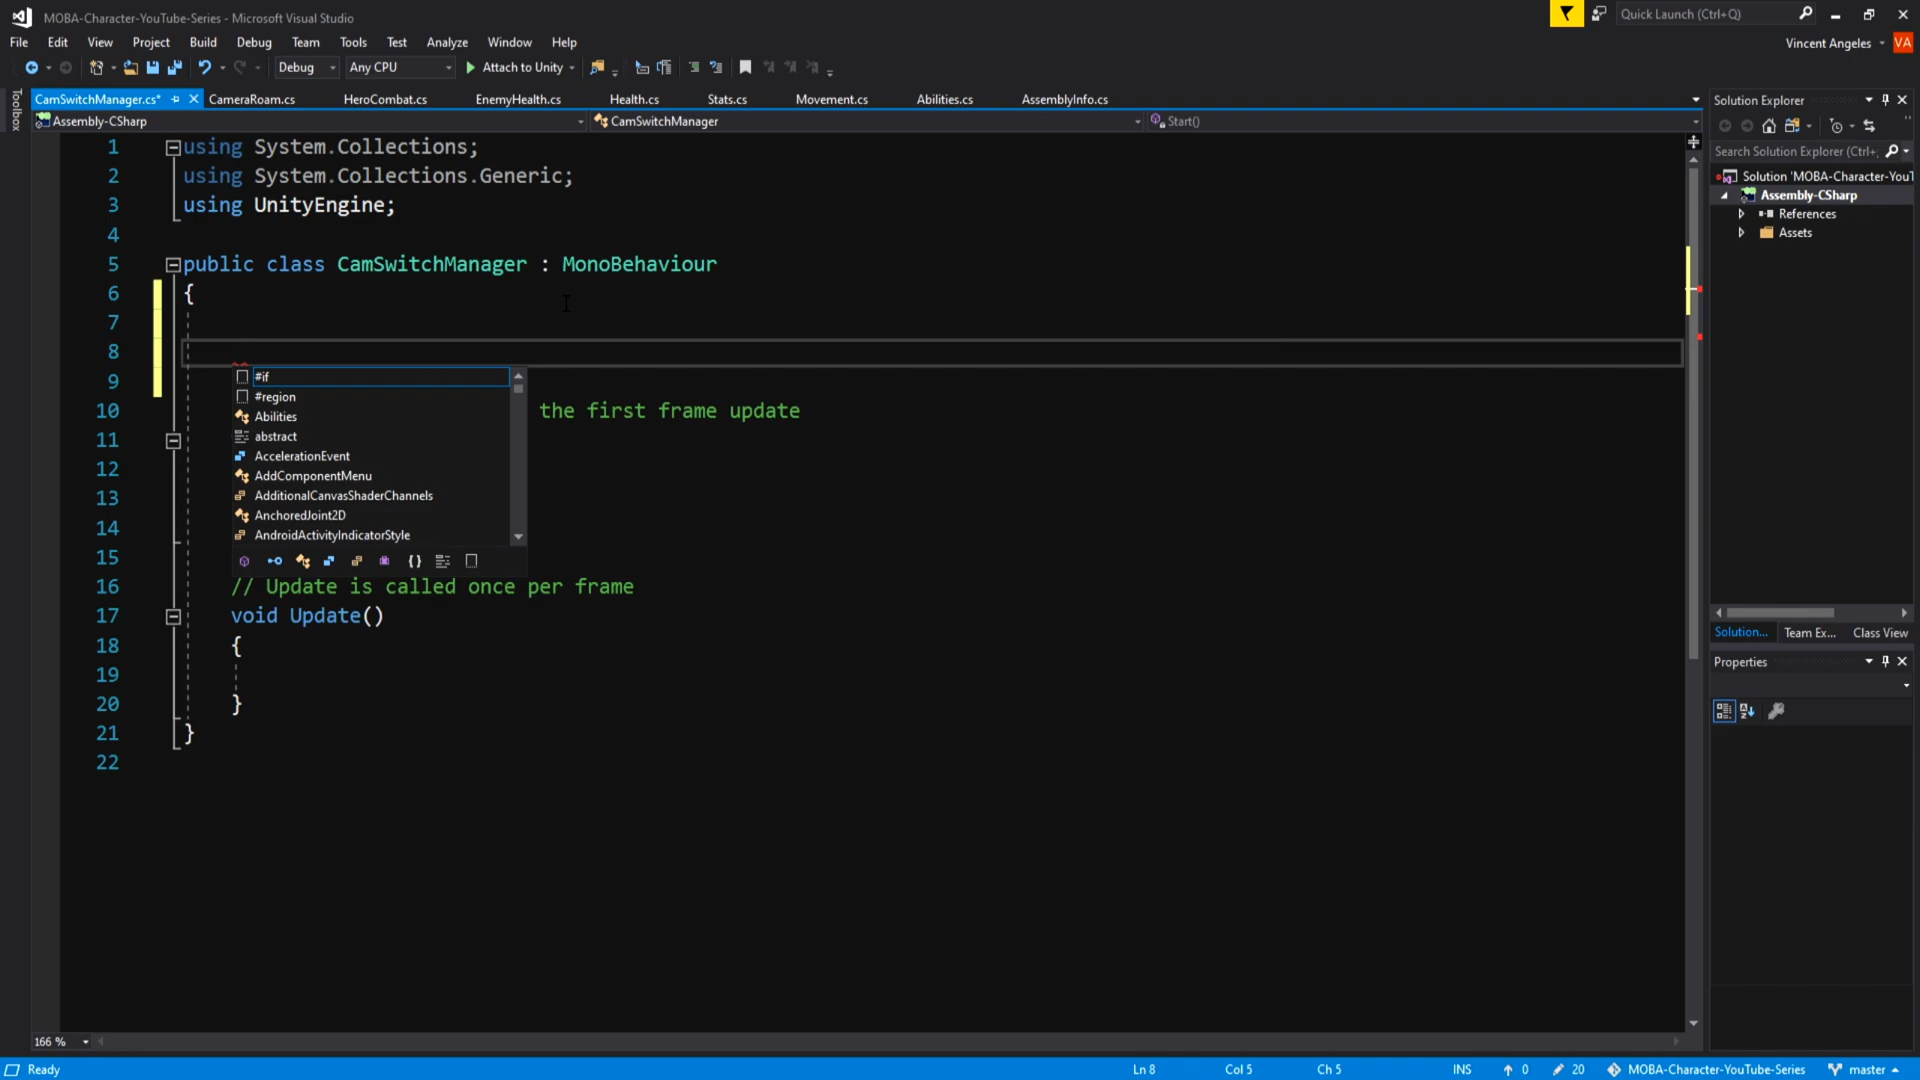 MOBA-Character-YouTube-Series - Microsoft Visual Studio
Quick Launch (Ctrl+Q)
File Edit View Project Build Debug Team Tools Test Analyze Window Help
Vincent Angeles VA
Debug Any CPU Attach to Unity
Toolbox
CamSwitchManager.cs* CameraRoam.cs HeroCombat.cs EnemyHealth.cs Health.cs Stats.cs Movement.cs Abilities.cs AssemblyInfo.cs
Assembly-CSharp CamSwitchManager Start()
1 using System.Collections;
2 using System.Collections.Generic;
3 using UnityEngine;
4
5 public class CamSwitchManager : MonoBehaviour
6 {
7
8
9
#if
#region
10 the first frame update
Abilities
11
abstract
AccelerationEvent
12
AddComponentMenu
13
AdditionalCanvasShaderChannels
AnchoredJoint2D
14
AndroidActivityIndicatorStyle
15
16 // Update is called once per frame
17 void Update()
18 {
19
20 }
21 }
22
Solution Explorer
Search Solution Explorer (Ctrl+;
Solution 'MOBA-Character-YouT
Assembly-CSharp
References
Assets
Solution... Team Ex... Class View
Properties
166 %
Ready Ln 8 Col 5 Ch 5 INS 0 20 MOBA-Character-YouTube-Series master